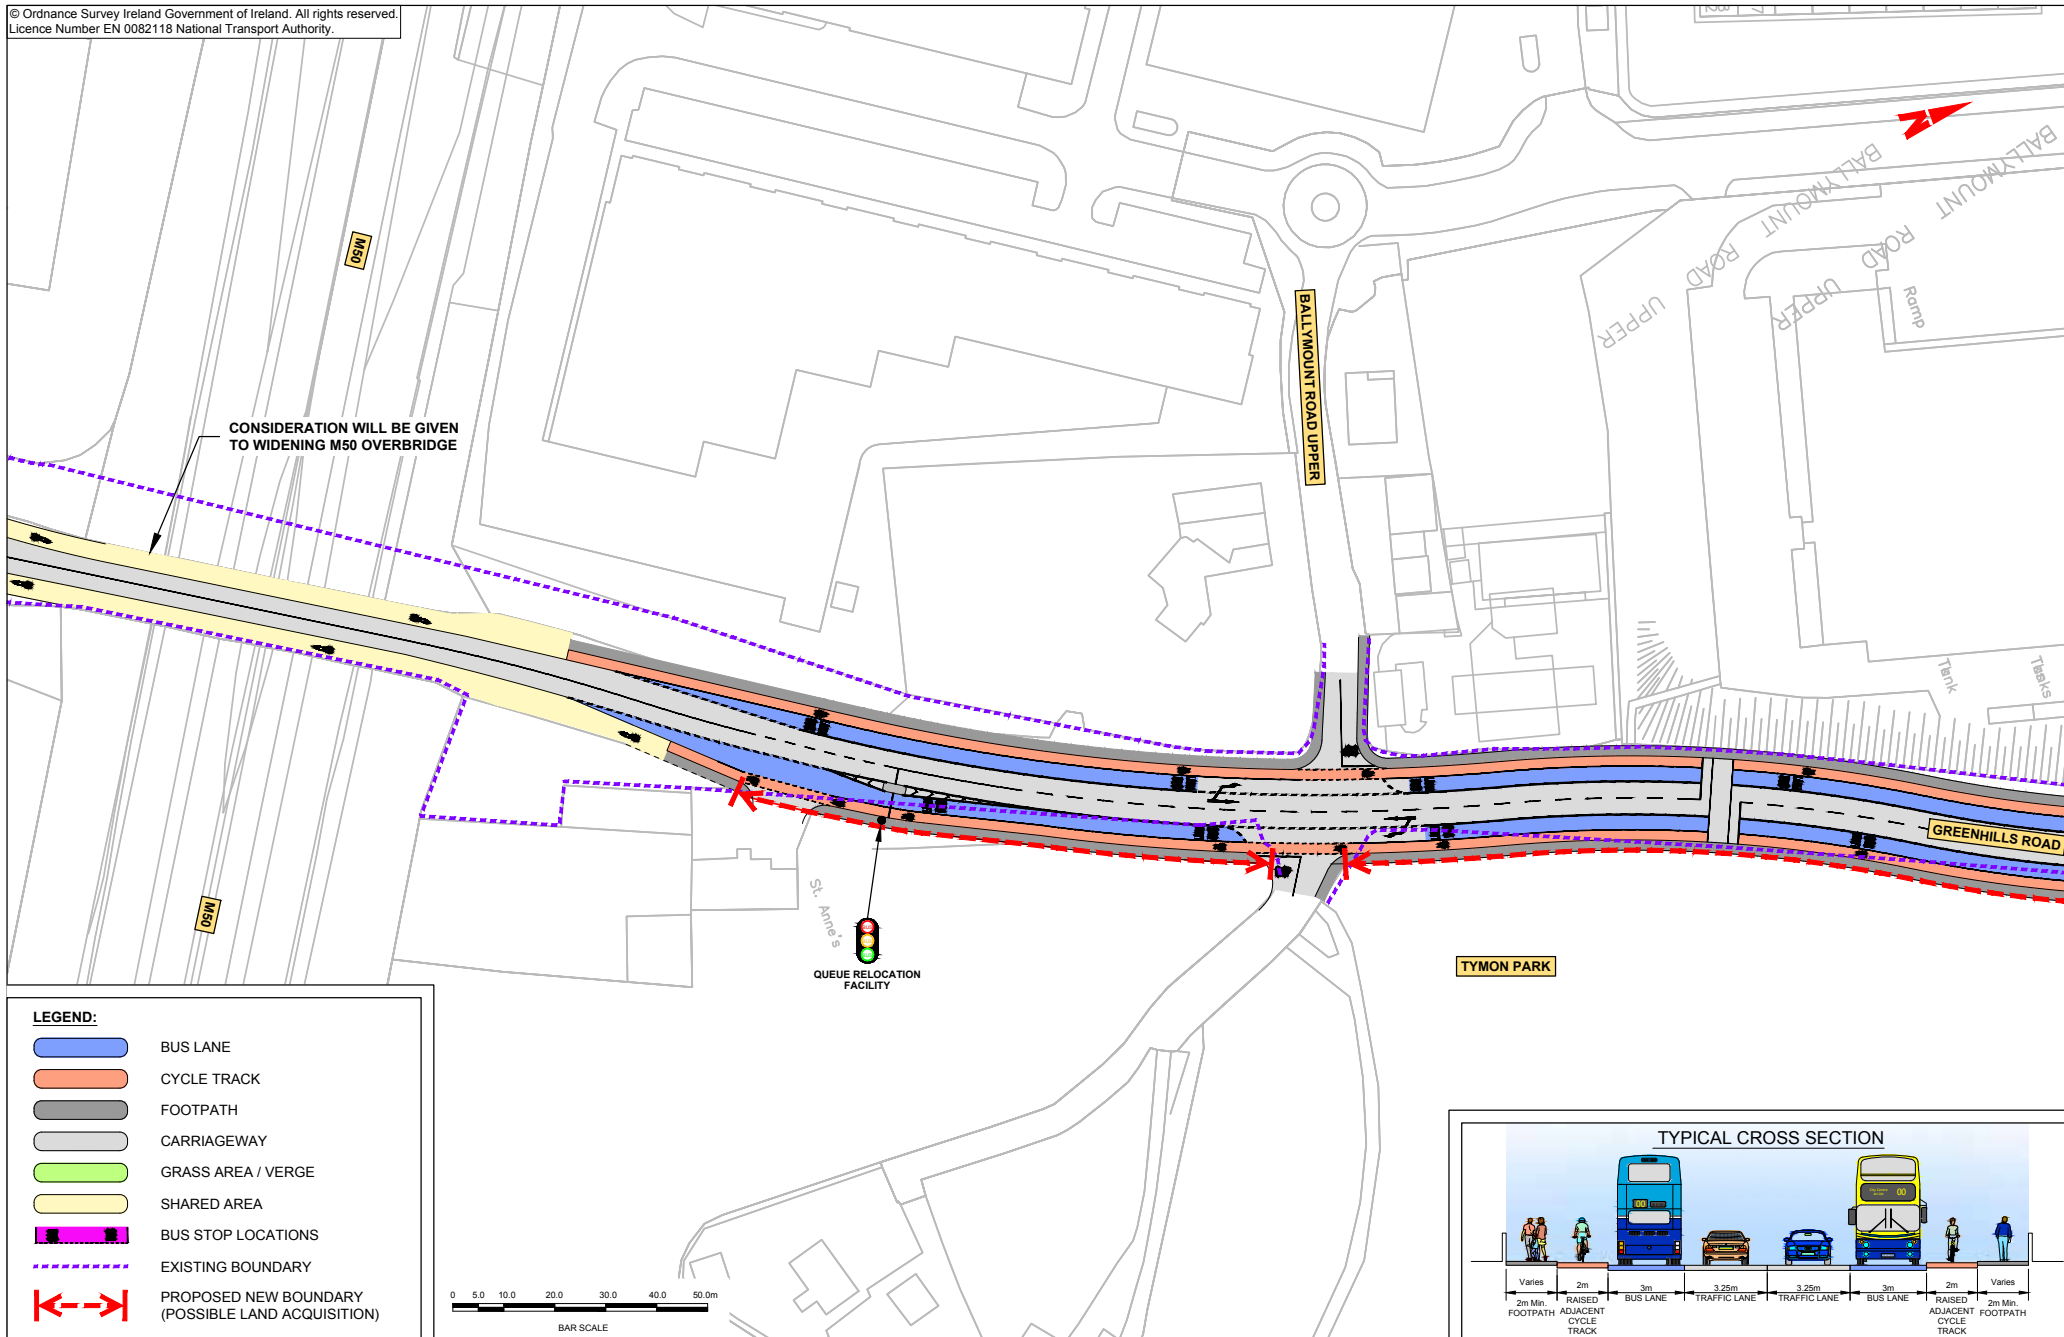 © Ordnance Survey Ireland Government of Ireland. All rights reserved.
Licence Number EN 0082118 National Transport Authority.
N
BALLYMOUNT ROAD UPPER
BALLYMOUNT ROAD UPPER
Ramp
M50
BALLYMOUNT ROAD UPPER
CONSIDERATION WILL BE GIVEN
TO WIDENING M50 OVERBRIDGE
Tank
GREENHILLS ROAD
M50
St. Anne's
QUEUE RELOCATION
FACILITY
TYMON PARK
LEGEND:
BUS LANE
CYCLE TRACK
FOOTPATH
CARRIAGEWAY
GRASS AREA / VERGE
SHARED AREA
BUS STOP LOCATIONS
EXISTING BOUNDARY
PROPOSED NEW BOUNDARY
(POSSIBLE LAND ACQUISITION)
0 5.0 10.0 20.0 30.0 40.0 50.0m
BAR SCALE
TYPICAL CROSS SECTION
00
00
Varies
2m Min.
FOOTPATH
2m
RAISED
ADJACENT
CYCLE
TRACK
3m
BUS LANE
3.25m
TRAFFIC LANE
3.25m
TRAFFIC LANE
3m
BUS LANE
2m
RAISED
ADJACENT
CYCLE
TRACK
Varies
2m Min.
FOOTPATH